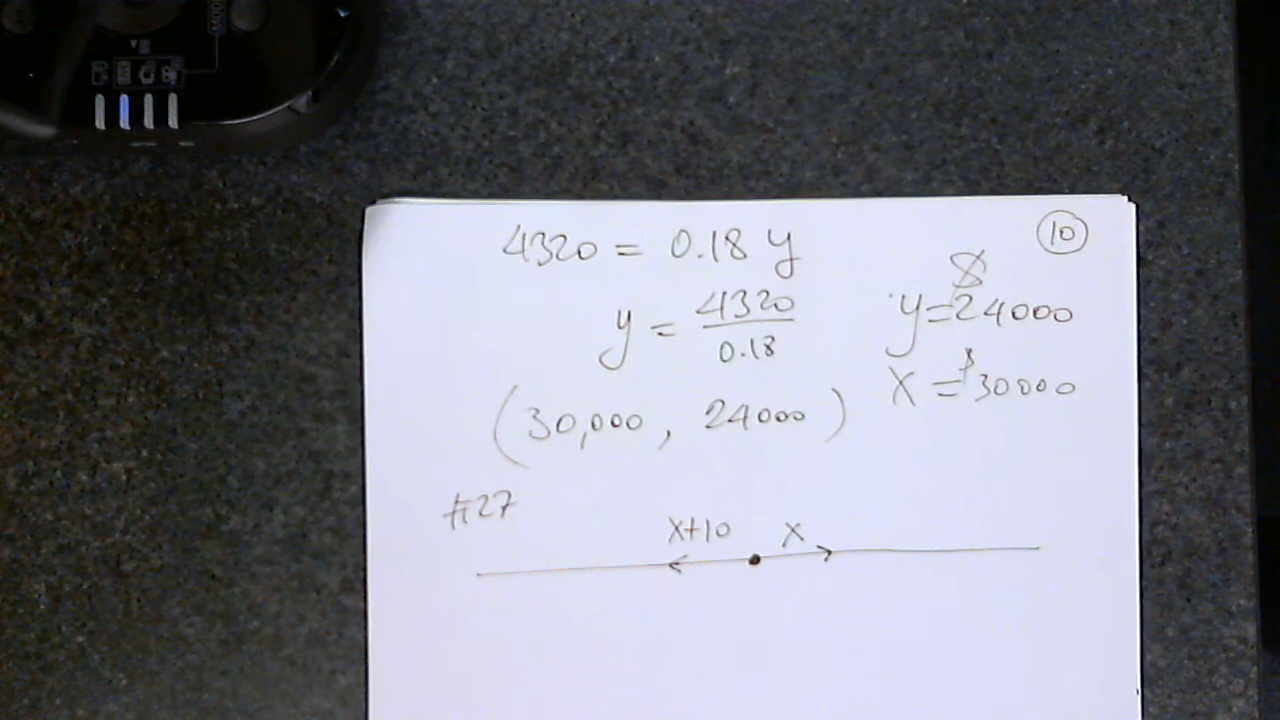 10
4320 = 0.18 y
y = 4320 / 0.18
$
y = 24000
x = $30000
(30,000, 24000)
#27
x+10 x